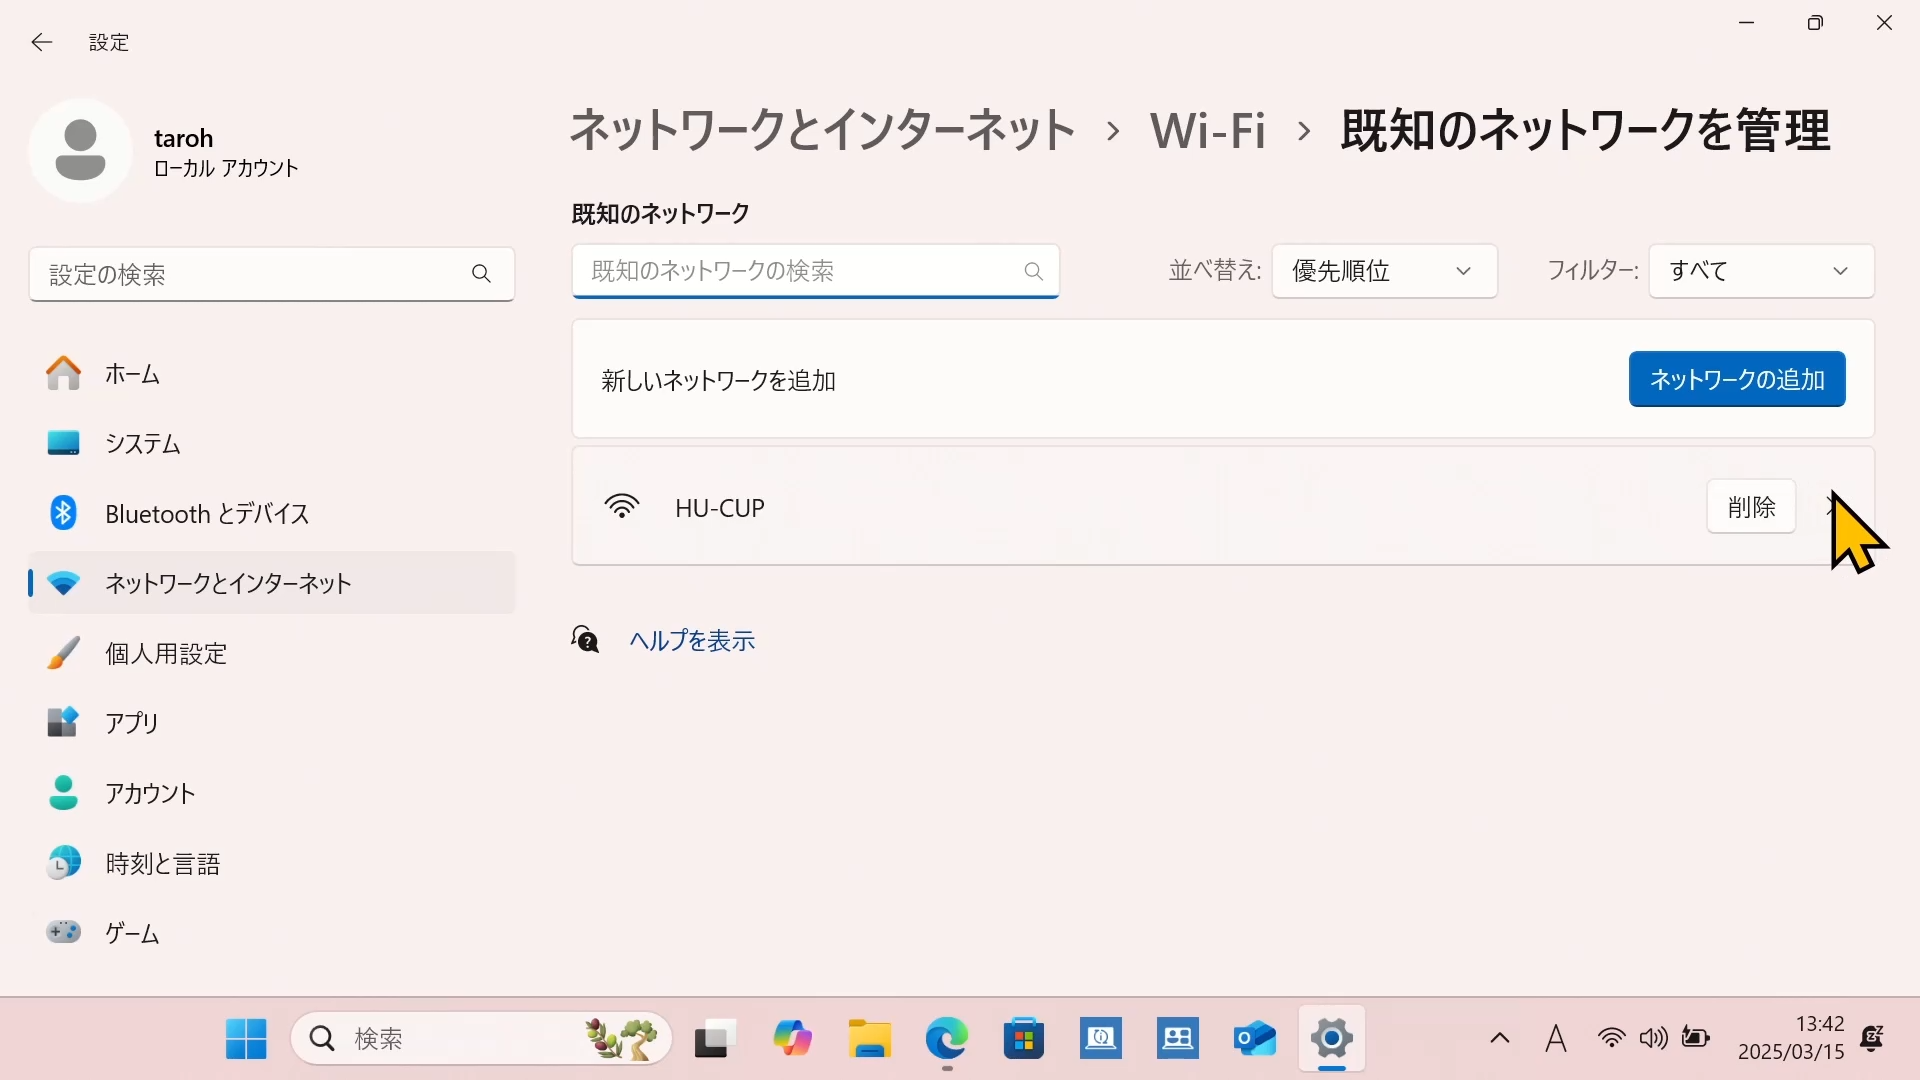 設定
taroh
ローカル アカウント
設定の検索
ホーム
システム
Bluetooth とデバイス
ネットワークとインターネット
個人用設定
アプリ
アカウント
時刻と言語
ゲーム
ネットワークとインターネット › Wi-Fi › 既知のネットワークを管理
既知のネットワーク
既知のネットワークの検索
並べ替え: 優先順位
フィルター: すべて
新しいネットワークを追加
ネットワークの追加
HU-CUP
削除
ヘルプを表示
検索
A
13:42
2025/03/15